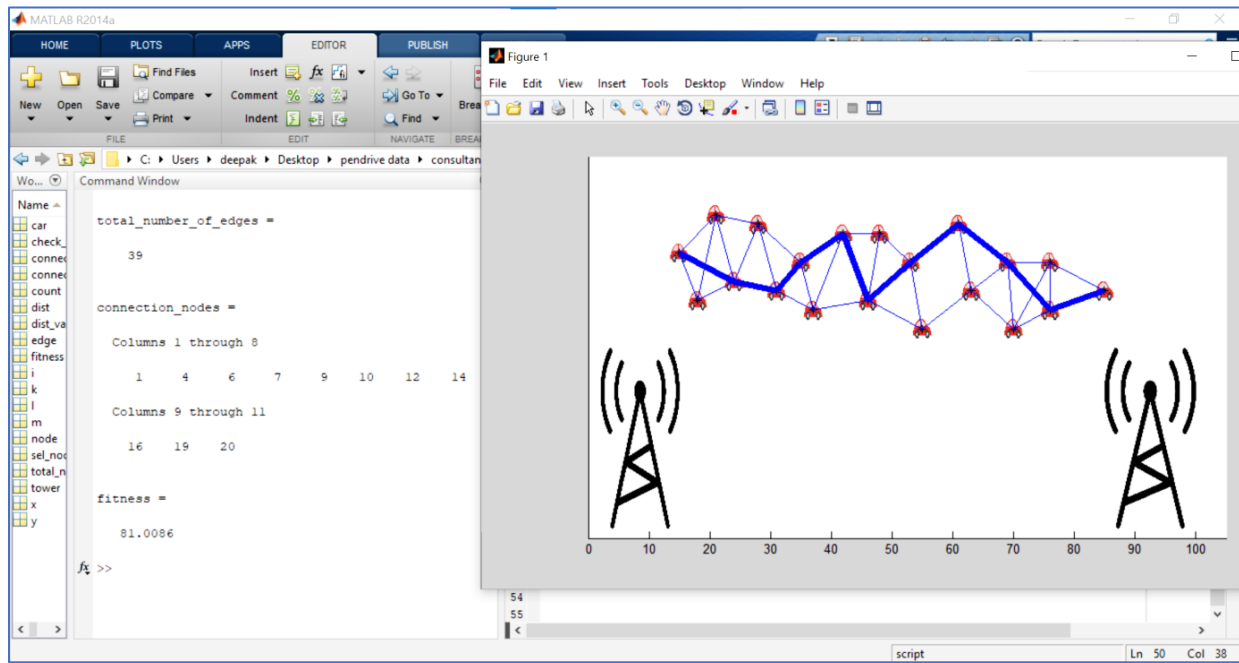 MATLAB R2014a
HOME PLOTS APPS EDITOR PUBLISH
New
Open
Save
Find Files
Compare
Print
FILE
Insert fx
Comment
Indent
EDIT
Go To
Find
NAVIGATE
C: Users deepak Desktop pendrive data
Wo...
Name
car
count
dist
edge
fitness
i
k
l
m
node
tower
x
y
Command Window
total_number_of_edges =
39
connection_nodes =
Columns 1 through 8
1 4 6 7 9 10 12 14
Columns 9 through 11
16 19 20
fitness =
81.0086
fx >>
Figure 1
File Edit View Insert Tools Desktop Window Help
0 10 20 30 40 50 60 70 80 90 100
54
55
script
Ln 50 Col 38